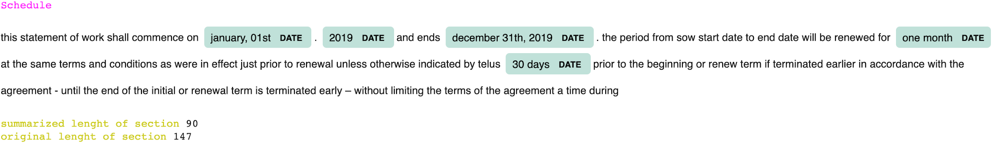 Schedule
this statement of work shall commence on january, 01st DATE . 2019 DATE and ends december 31th, 2019 DATE . the period from sow start date to end date will be renewed for one month DATE
at the same terms and conditions as were in effect just prior to renewal unless otherwise indicated by telus 30 days DATE prior to the beginning or renew term if terminated earlier in accordance with the
agreement - until the end of the initial or renewal term is terminated early – without limiting the terms of the agreement a time during
summarized lenght of section 90
original lenght of section 147